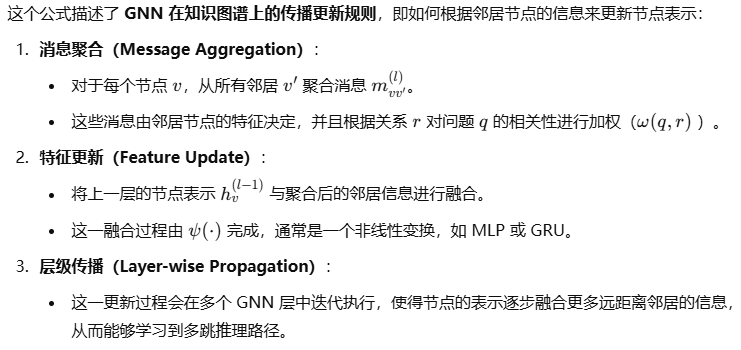 这个公式描述了 GNN 在知识图谱上的传播更新规则，即如何根据邻居节点的信息来更新节点表示：
1. 消息聚合（Message Aggregation）：
• 对于每个节点 v，从所有邻居 v′ 聚合消息 m_{vv′}^{(l)}。
• 这些消息由邻居节点的特征决定，并且根据关系 r 对问题 q 的相关性进行加权（ω(q, r) ）。
2. 特征更新（Feature Update）：
• 将上一层的节点表示 h_v^{(l−1)} 与聚合后的邻居信息进行融合。
• 这一融合过程由 ψ(·) 完成，通常是一个非线性变换，如 MLP 或 GRU。
3. 层级传播（Layer-wise Propagation）：
• 这一更新过程会在多个 GNN 层中迭代执行，使得节点的表示逐步融合更多远距离邻居的信息，
从而能够学习到多跳推理路径。